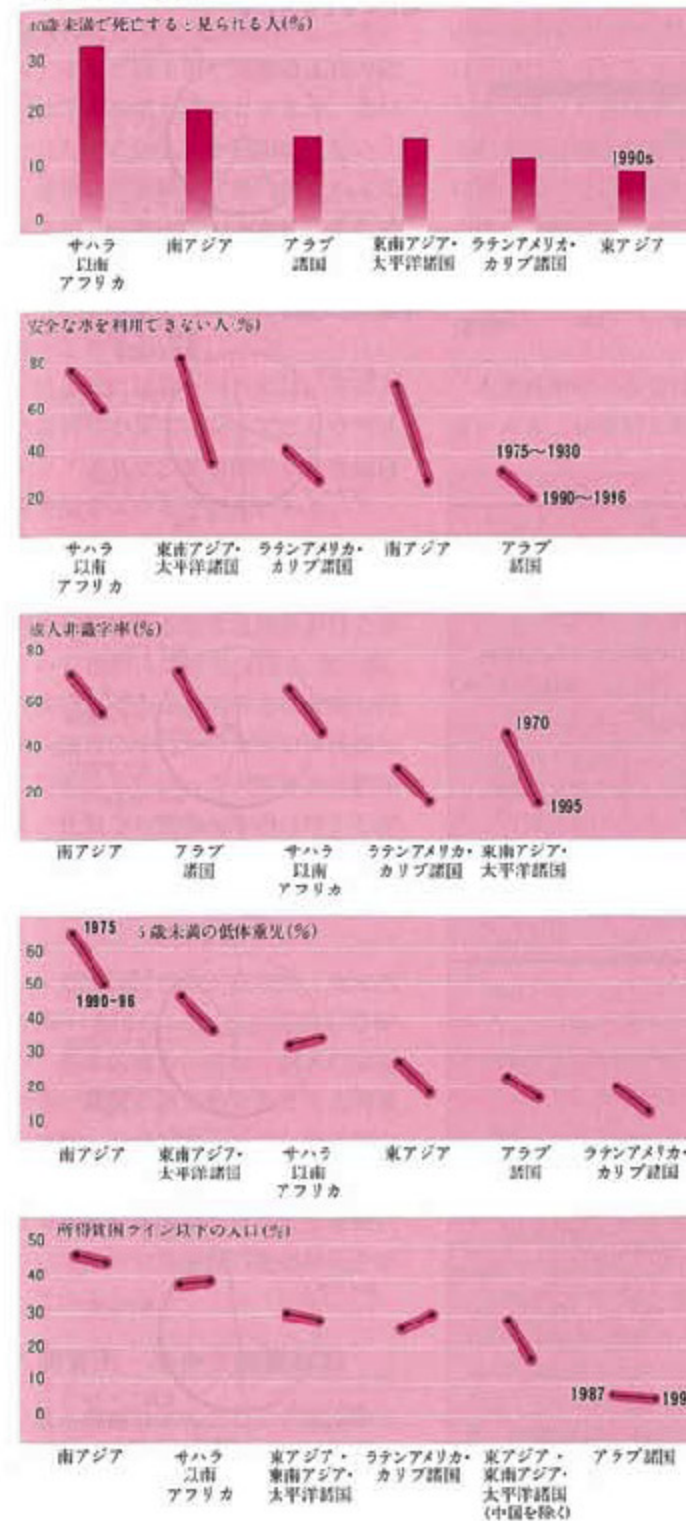 40歳未満で死亡すると見られる人(%)
30
20
10
0
1990s
サハラ
以南
アフリカ
南アジア
アラブ
諸国
東南アジア・
太平洋諸国
ラテンアメリカ・
カリブ諸国
東アジア
安全な水を利用できない人(%)
80
60
40
20
1975〜1980
1990〜1996
サハラ
以南
アフリカ
東南アジア・
太平洋諸国
ラテンアメリカ・
カリブ諸国
南アジア
アラブ
諸国
成人非識字率(%)
80
60
40
20
1970
1995
南アジア
アラブ
諸国
サハラ
以南
アフリカ
ラテンアメリカ・
カリブ諸国
東南アジア・
太平洋諸国
1975
5歳未満の低体重児(%)
60
50
1990-96
40
30
20
10
南アジア
東南アジア・
太平洋諸国
サハラ
以南
アフリカ
東アジア
アラブ
諸国
ラテンアメリカ・
カリブ諸国
所得貧困ライン以下の人口(%)
50
40
30
20
10
0
1987
南アジア
サハラ
以南
アフリカ
東アジア・
東南アジア・
太平洋諸国
ラテンアメリカ・
カリブ諸国
東アジア・
東南アジア・
太平洋諸国
(中国を除く)
アラブ諸国